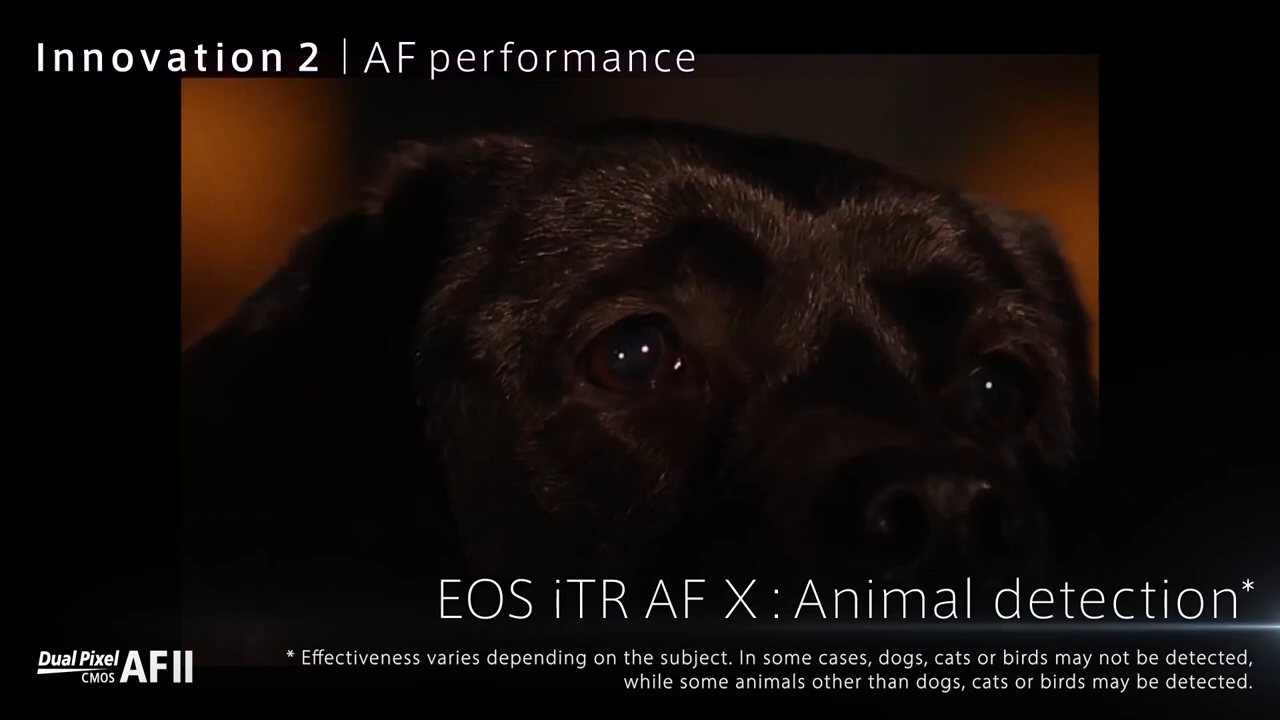 Innovation 2 | AF performance
EOS iTR AF X : Animal detection*
Dual Pixel
CMOS AF II
* Effectiveness varies depending on the subject. In some cases, dogs, cats or birds may not be detected,
while some animals other than dogs, cats or birds may be detected.